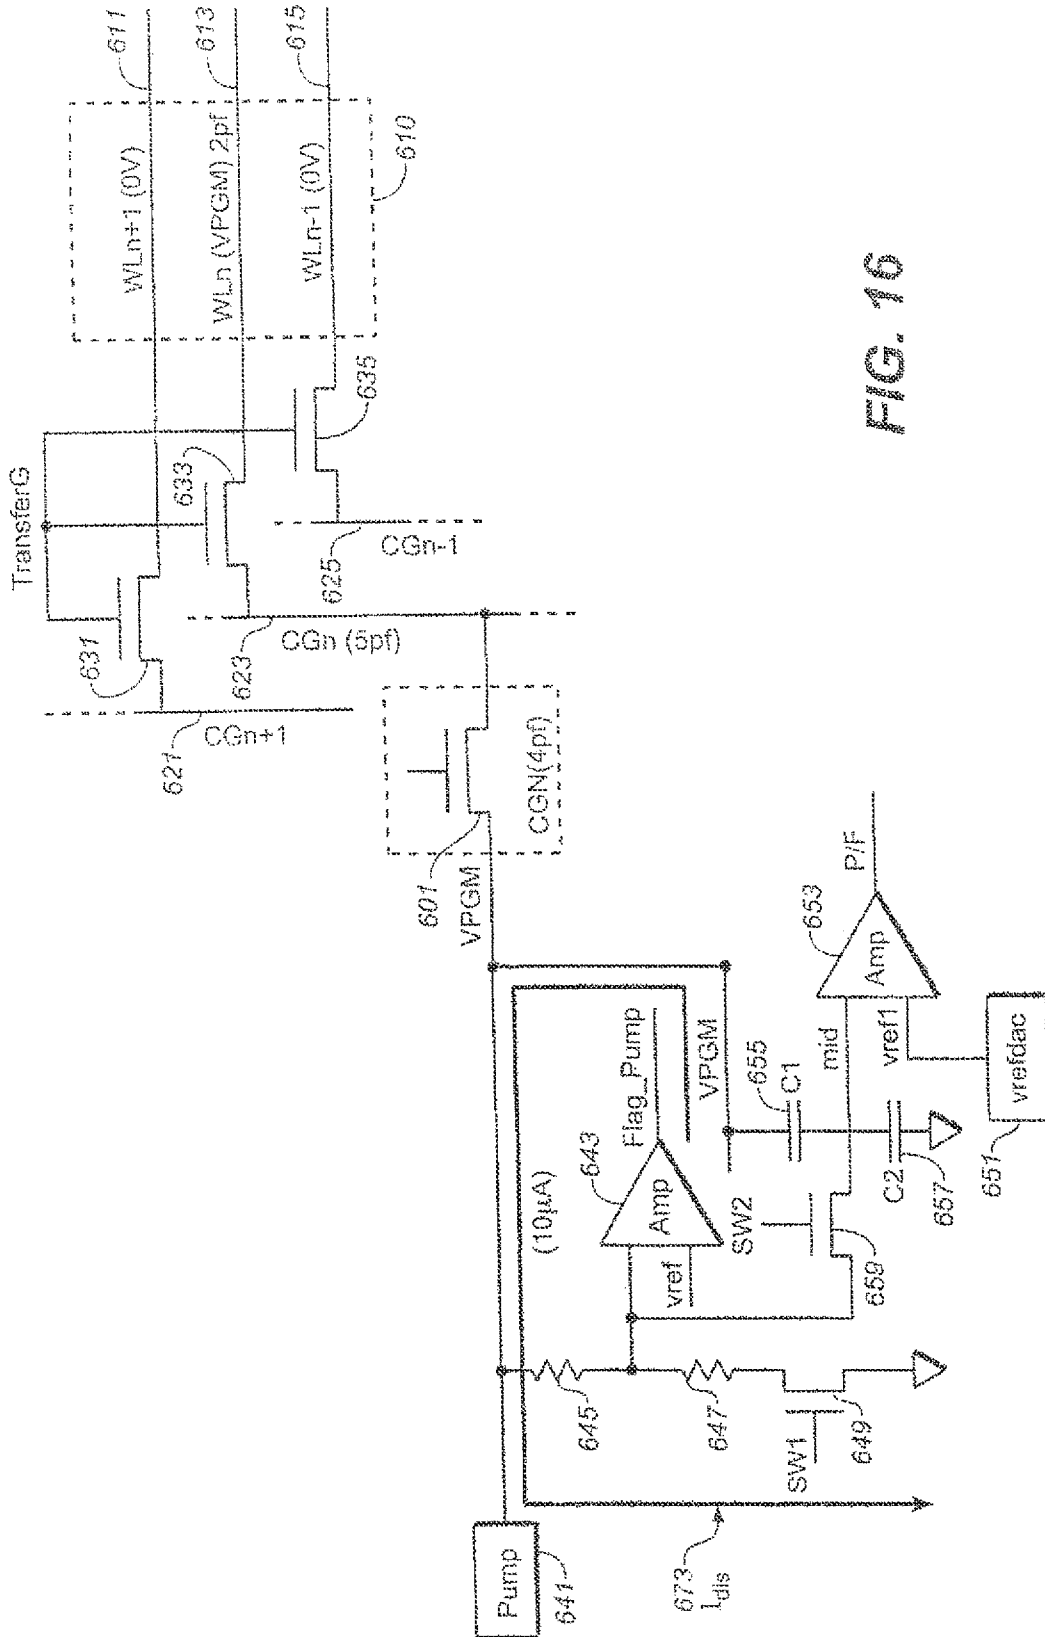 TransferG
WLn+1 (0V)
611
WLn (VPGM) 2pf
613
WLn-1 (0V)
615
610
631
633
635
621
CGn+1
623
CGn (5pf)
625
CGn-1
601
CGN(4pf)
VPGM
Pump
641
(10µA)
Flag_Pump
643
Amp
vref
645
647
SW1
649
673
Idis
VPGM
655
C1
SW2
659
C2
657
mid
vref1
653
Amp
P/F
vrefdac
651
FIG. 16